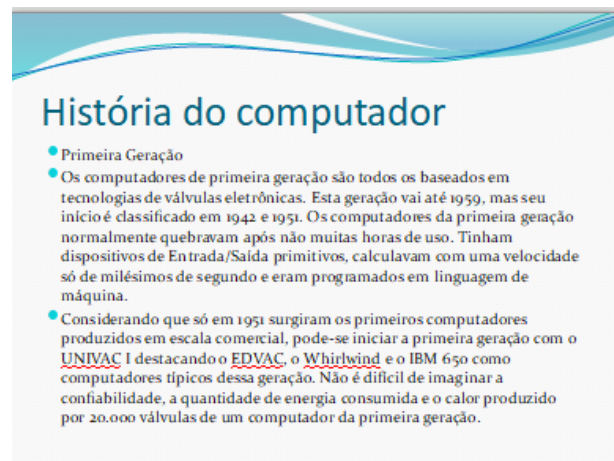 História do computador
Primeira Geração
Os computadores de primeira geração são todos os baseados em
tecnologias de válvulas eletrônicas. Esta geração vai até 1959, mas seu
início é classificado em 1942 e 1951. Os computadores da primeira geração
normalmente quebravam após não muitas horas de uso. Tinham
dispositivos de Entrada/Saída primitivos, calculavam com uma velocidade
só de milésimos de segundo e eram programados em linguagem de
máquina.
Considerando que só em 1951 surgiram os primeiros computadores
produzidos em escala comercial, pode-se iniciar a primeira geração com o
UNIVAC I destacando o EDVAC, o Whirlwind e o IBM 650 como
computadores típicos dessa geração. Não é difícil de imaginar a
confiabilidade, a quantidade de energia consumida e o calor produzido
por 20.000 válvulas de um computador da primeira geração.